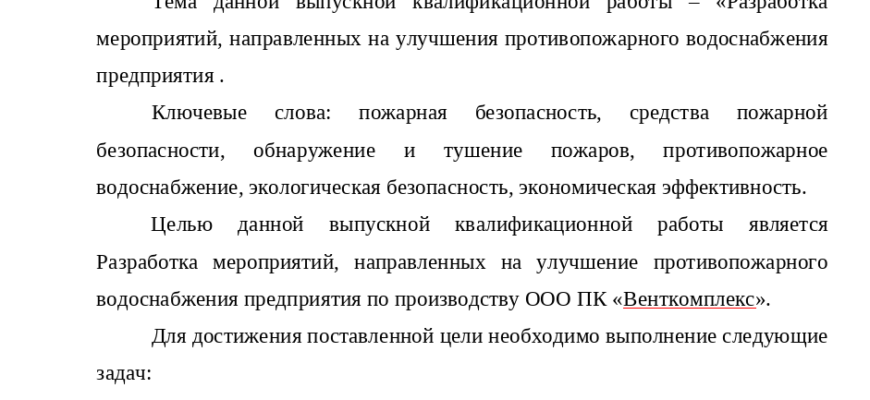 Тема данной выпускной квалификационной работы – «Разработка
мероприятий, направленных на улучшения противопожарного водоснабжения
предприятия .
Ключевые слова: пожарная безопасность, средства пожарной
безопасности, обнаружение и тушение пожаров, противопожарное
водоснабжение, экологическая безопасность, экономическая эффективность.
Целью данной выпускной квалификационной работы является
Разработка мероприятий, направленных на улучшение противопожарного
водоснабжения предприятия по производству ООО ПК «Венткомплекс».
Для достижения поставленной цели необходимо выполнение следующие
задач: